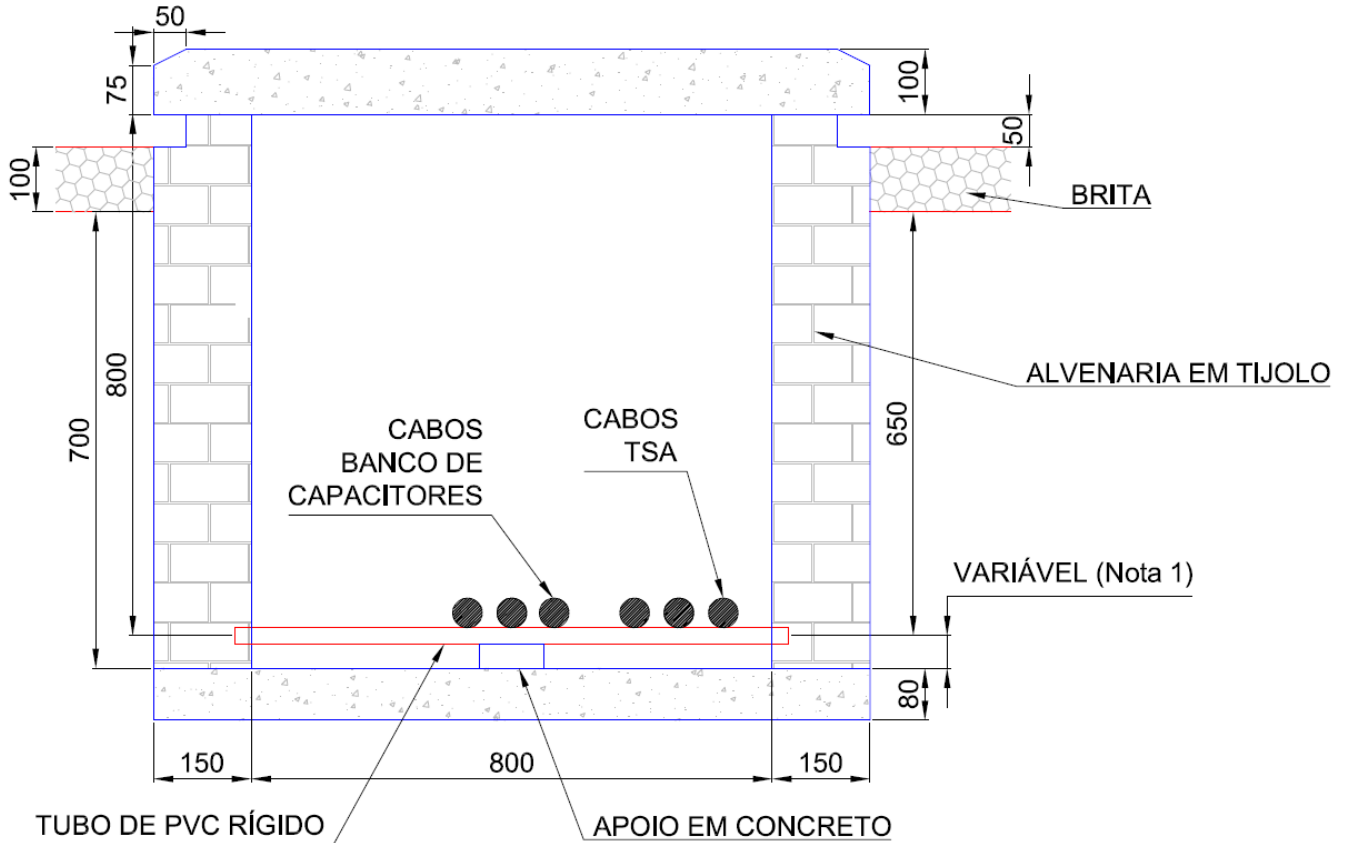 50
75
100
50
100
BRITA
800
ALVENARIA EM TIJOLO
700
650
CABOS
BANCO DE
CAPACITORES
CABOS
TSA
VARIÁVEL (Nota 1)
80
150
800
150
TUBO DE PVC RÍGIDO
APOIO EM CONCRETO